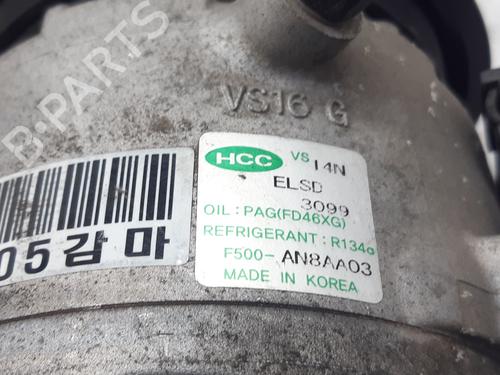 B-PARTS
VS16 G
HCC VS 14N
ELSD
3099
OIL : PAG(FD46XG)
REFRIGERANT : R134a
F500- AN8AA03
MADE IN KOREA
05감마